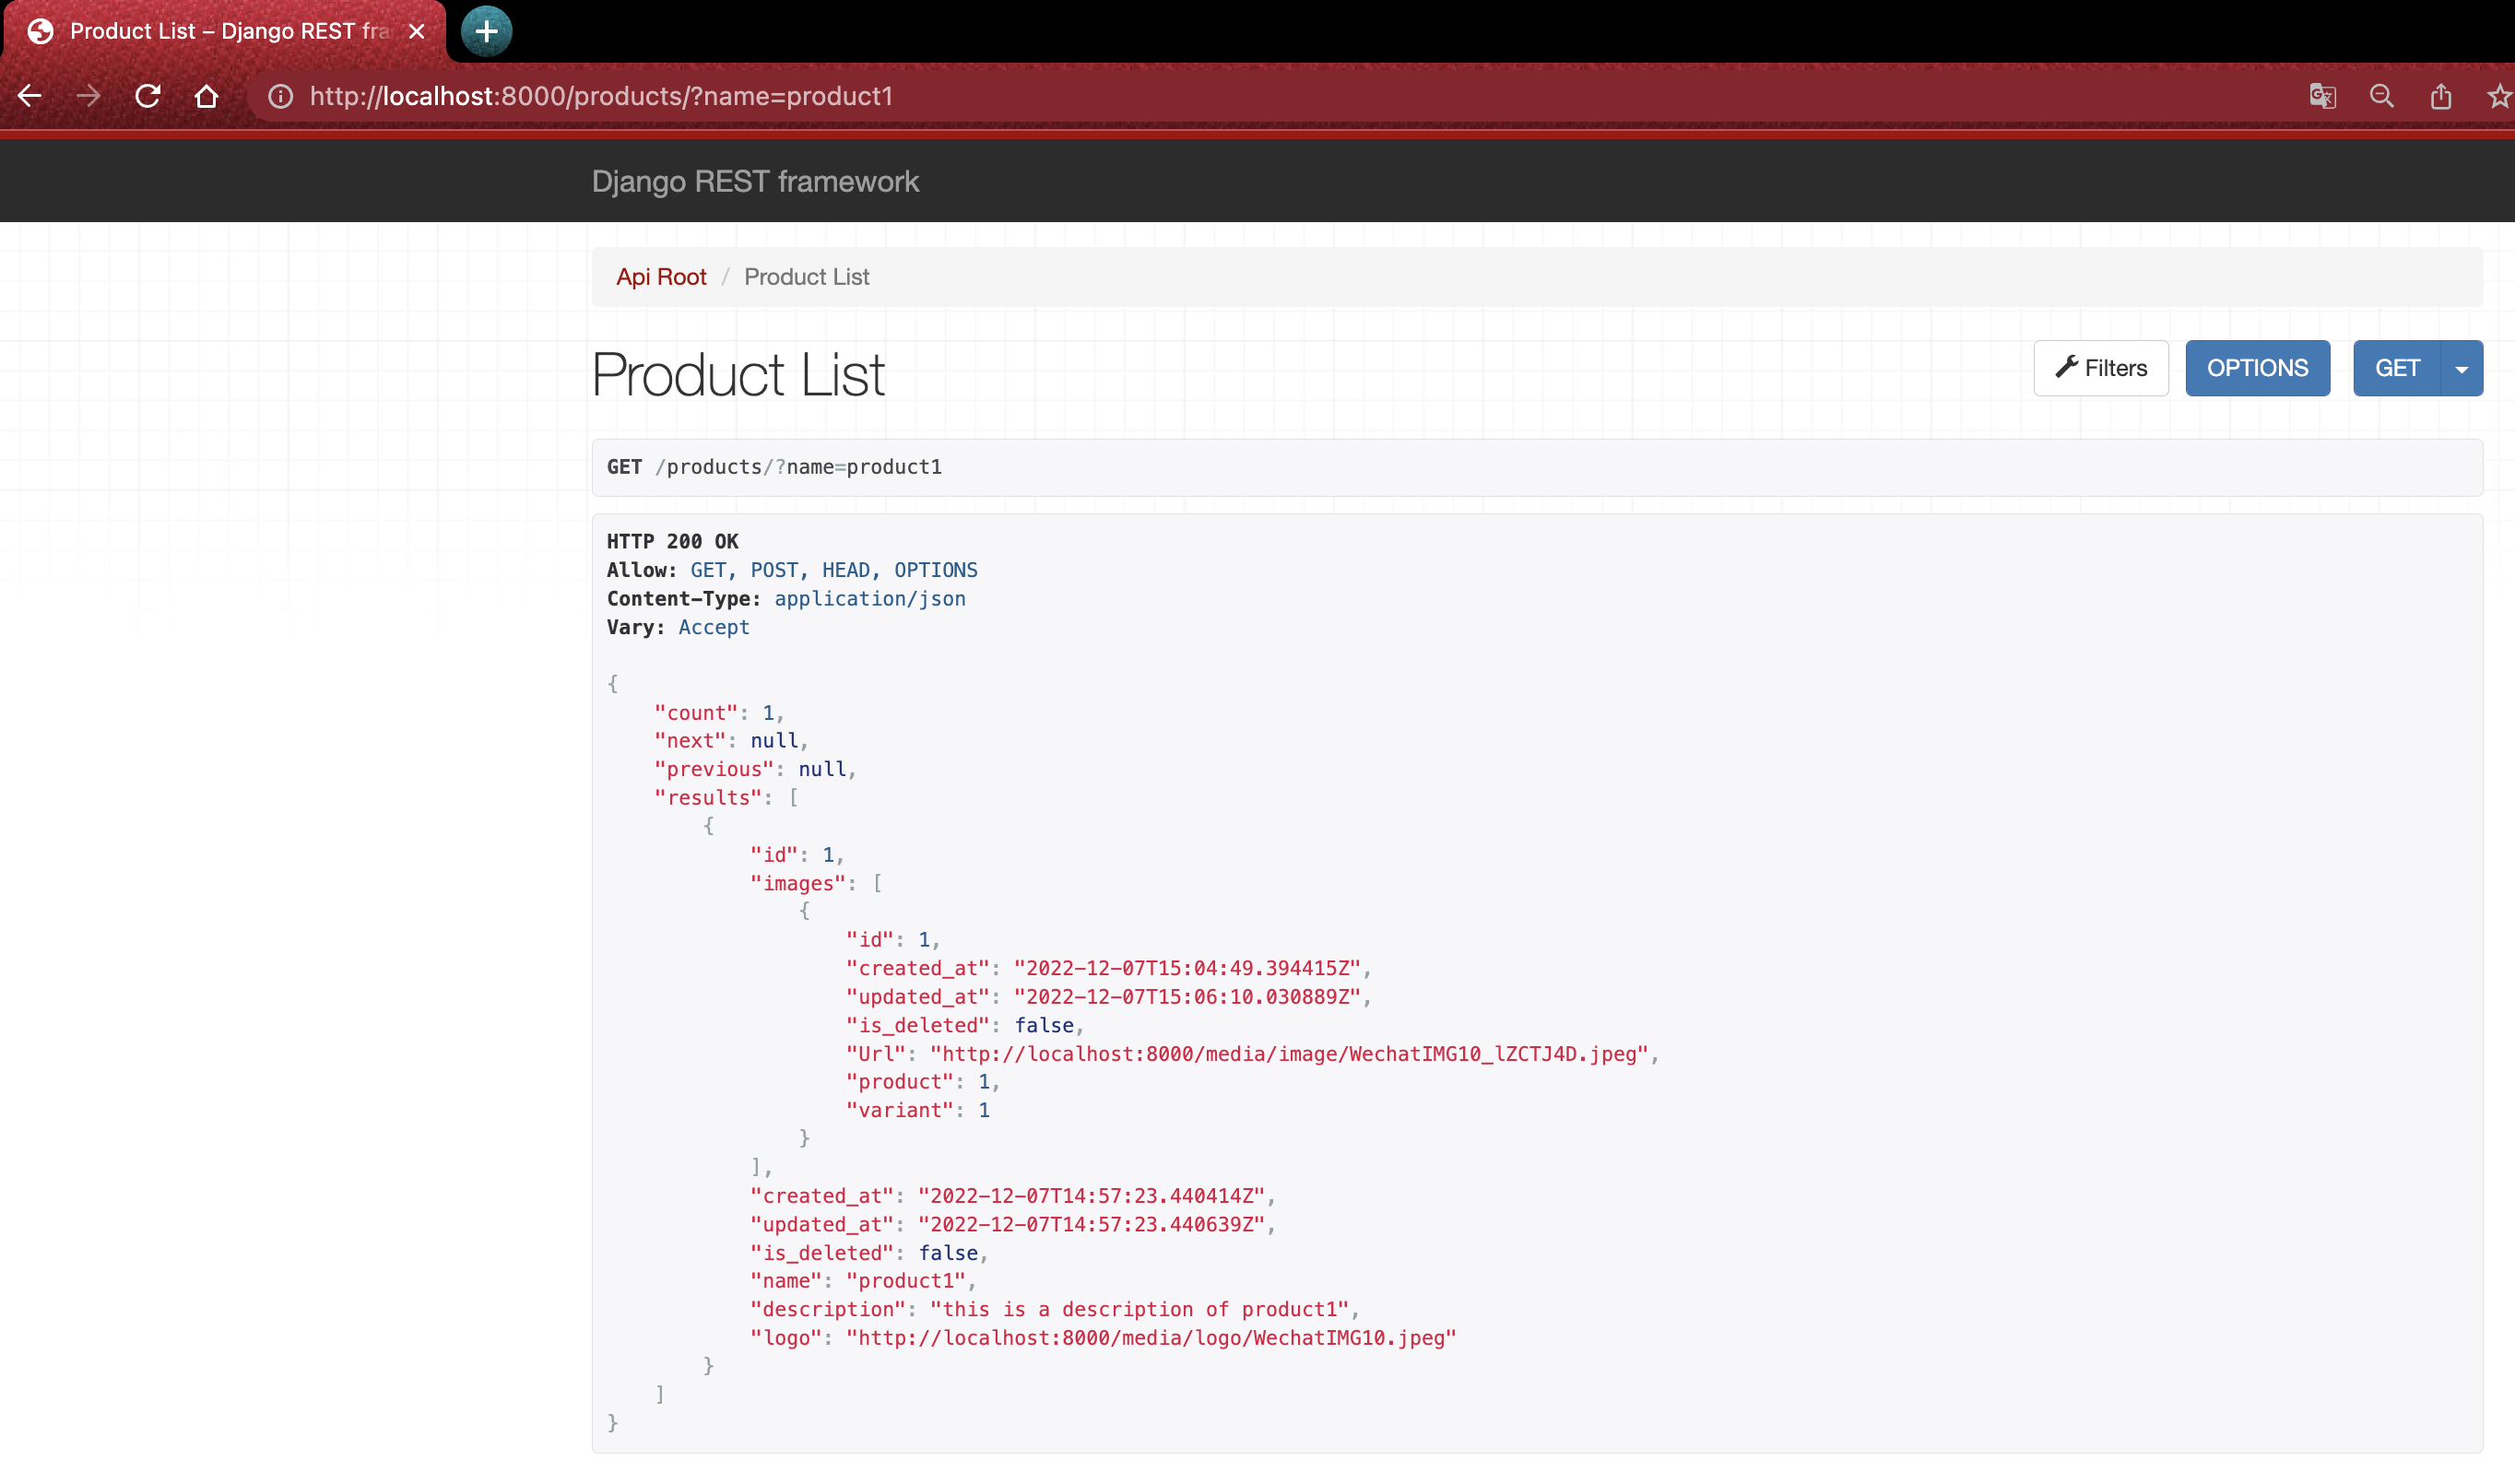 Product List – Django REST fra
http://localhost:8000/products/?name=product1
Django REST framework
Api Root / Product List
Product List
Filters
OPTIONS
GET
GET /products/?name=product1
HTTP 200 OK
Allow: GET, POST, HEAD, OPTIONS
Content-Type: application/json
Vary: Accept
{
    "count": 1,
    "next": null,
    "previous": null,
    "results": [
        {
            "id": 1,
            "images": [
                {
                    "id": 1,
                    "created_at": "2022-12-07T15:04:49.394415Z",
                    "updated_at": "2022-12-07T15:06:10.030889Z",
                    "is_deleted": false,
                    "Url": "http://localhost:8000/media/image/WechatIMG10_lZCTJ4D.jpeg",
                    "product": 1,
                    "variant": 1
                }
            ],
            "created_at": "2022-12-07T14:57:23.440414Z",
            "updated_at": "2022-12-07T14:57:23.440639Z",
            "is_deleted": false,
            "name": "product1",
            "description": "this is a description of product1",
            "logo": "http://localhost:8000/media/logo/WechatIMG10.jpeg"
        }
    ]
}